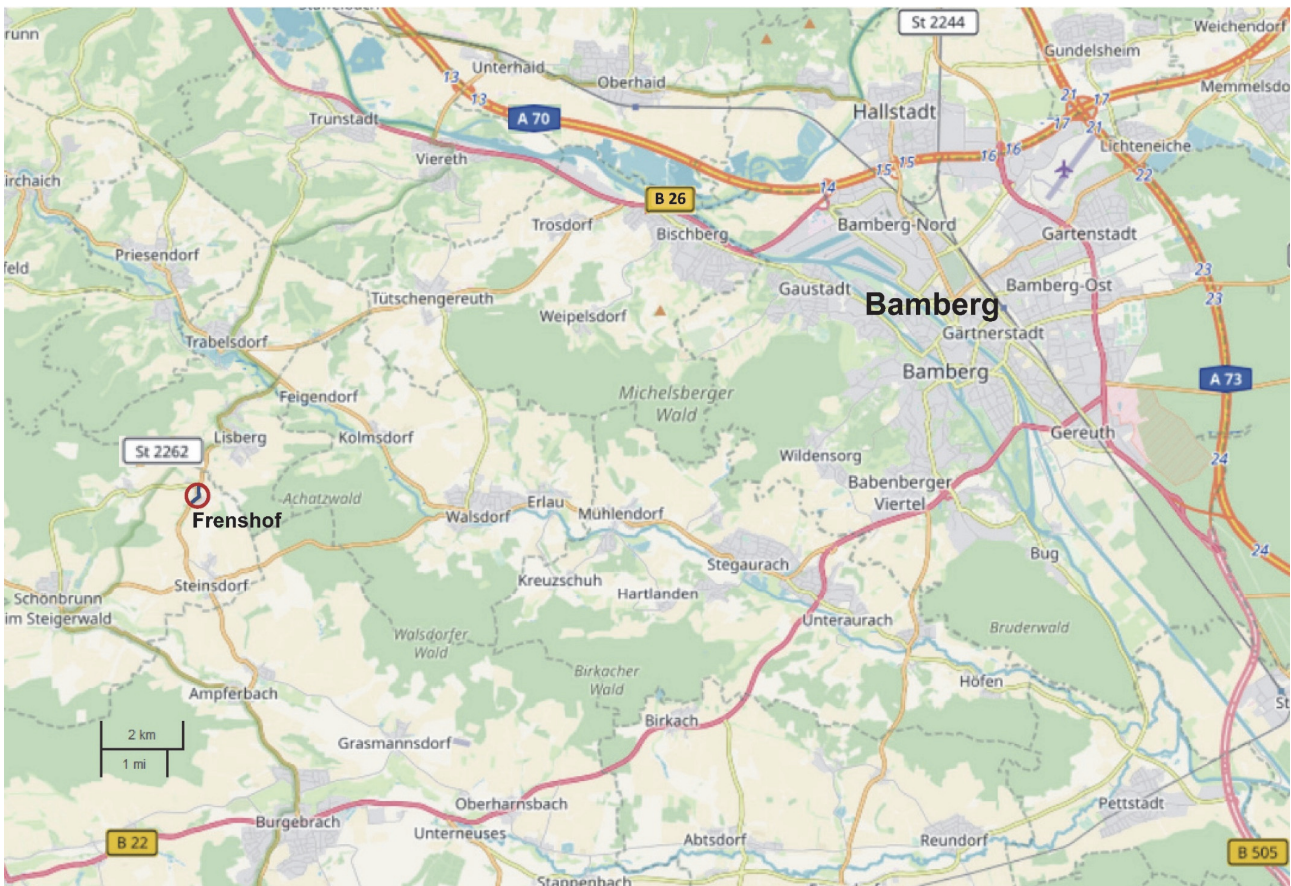 St 2244
Weichendorf
Gundelsheim
Unterhaid
Oberhaid
13
13
21
17
Memmelsdo
A 70
Hallstadt
17
21
Trunstadt
Lichteneiche
Viereth
15
15
16
16
22
irchaich
14
B 26
Trosdorf
Bischberg
Bamberg-Nord
Gartenstadt
Priesendorf
feld
23
Gaustadt
Bamberg-Ost
23
Tütschengereuth
Bamberg
Weipelsdorf
Gärtnerstadt
Trabelsdorf
Bamberg
A 73
Michelsberger
Wald
Feigendorf
Lisberg
Kolmsdorf
Gereuth
St 2262
Wildensorg
24
Babenberger
Viertel
Achatzwald
Erlau
Frenshof
Walsdorf
Mühlendorf
Bug
24
Stegaurach
Steinsdorf
Kreuzschuh
Hartlanden
Schönbrunn
im Steigerwald
Unteraurach
Bruderwald
Walsdorfer
Wald
Birkacher
Wald
Höfen
Ampferbach
St
Birkach
2 km
Grasmannsdorf
1 mi
Oberharnsbach
Pettstadt
Burgebrach
Unterneuses
Abtsdorf
Reundorf
B 22
B 505
Stappenbach